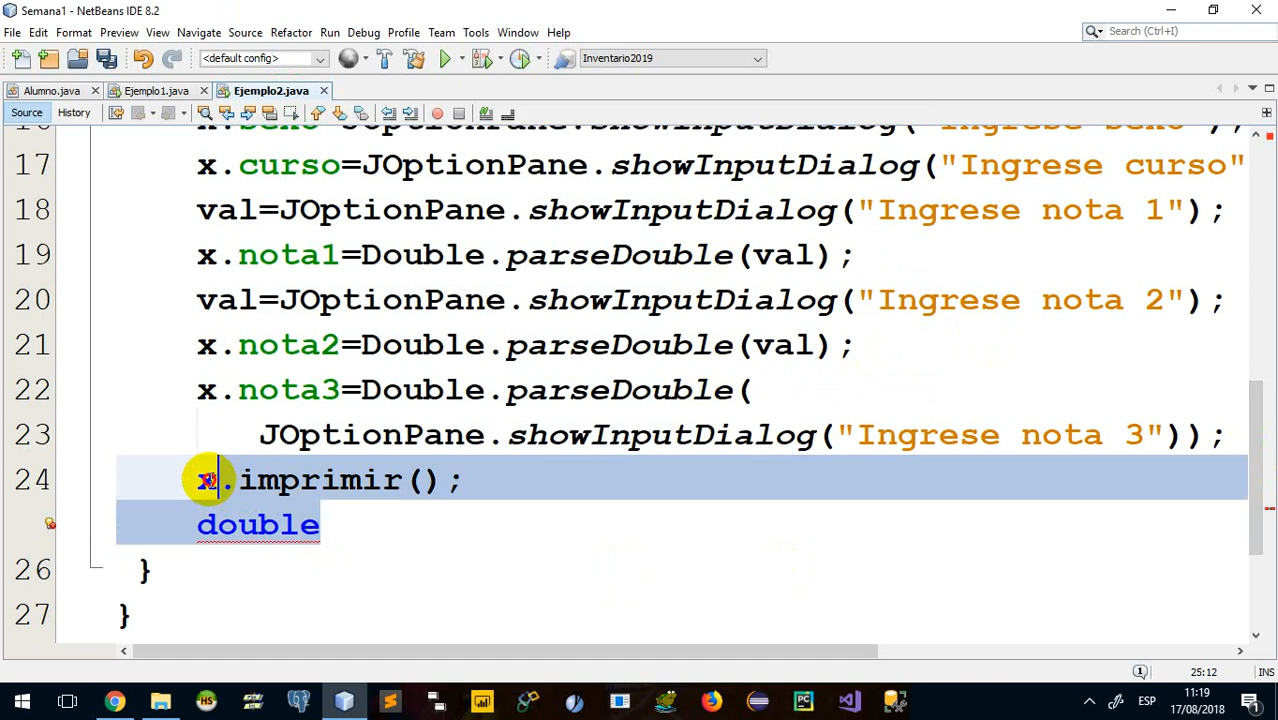 Semana1 - NetBeans IDE 8.2
File Edit Format Preview View Navigate Source Refactor Run Debug Profile Team Tools Window Help
Search (Ctrl+I)
<default config> Inventario2019
Alumno.java Ejemplo1.java Ejemplo2.java
Source History
17 x.curso=JOptionPane.showInputDialog("Ingrese curso"
18 val=JOptionPane.showInputDialog("Ingrese nota 1");
19 x.nota1=Double.parseDouble(val);
20 val=JOptionPane.showInputDialog("Ingrese nota 2");
21 x.nota2=Double.parseDouble(val);
22 x.nota3=Double.parseDouble(
23 JOptionPane.showInputDialog("Ingrese nota 3"));
24 x.imprimir();
double
26 }
27 }
25:12 INS
ESP
11:19
17/08/2018